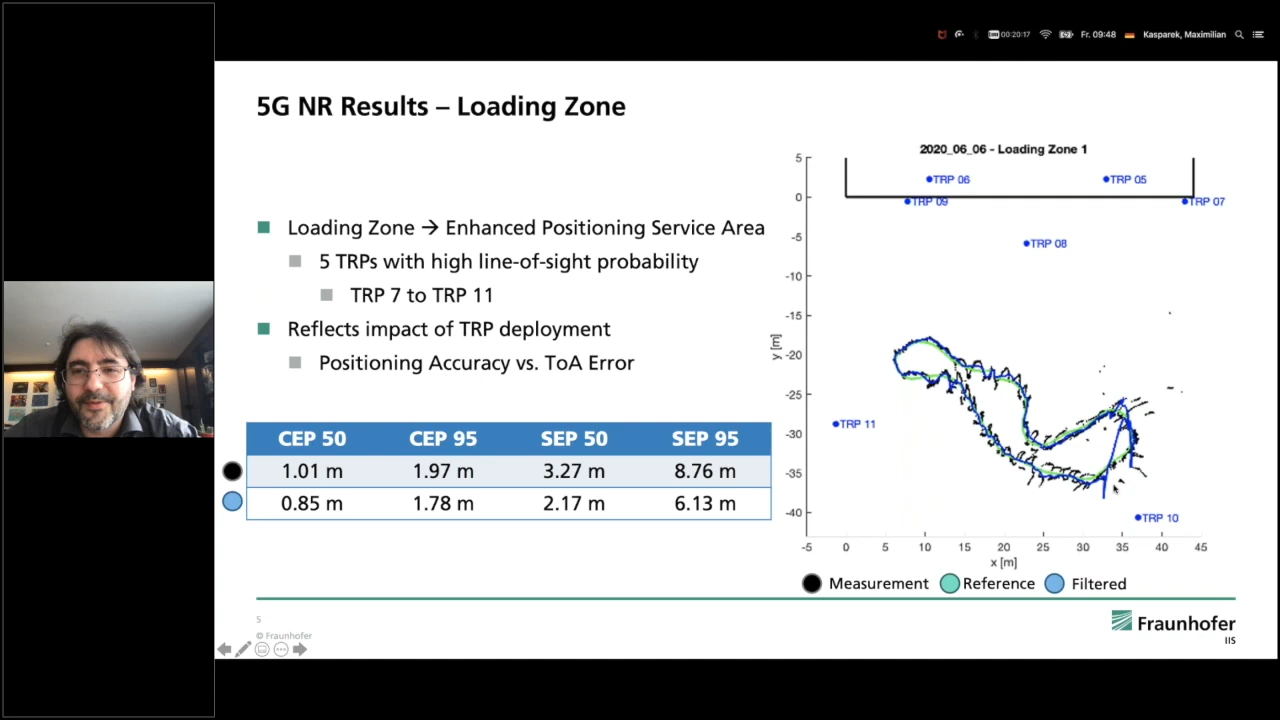 00:20:17 Fr. 09:48 Kasparek, Maximilian
5G NR Results – Loading Zone
Loading Zone → Enhanced Positioning Service Area
5 TRPs with high line-of-sight probability
TRP 7 to TRP 11
Reflects impact of TRP deployment
Positioning Accuracy vs. ToA Error
CEP 50 CEP 95 SEP 50 SEP 95
1.01 m 1.97 m 3.27 m 8.76 m
0.85 m 1.78 m 2.17 m 6.13 m
2020_06_06 - Loading Zone 1
5
0
-5
-10
-15
-20
-25
-30
-35
-40
y [m]
TRP 06
TRP 05
TRP 09
TRP 07
TRP 08
TRP 11
TRP 10
-5 0 5 10 15 20 25 30 35 40 45
x [m]
Measurement Reference Filtered
5
© Fraunhofer
Fraunhofer
IIS